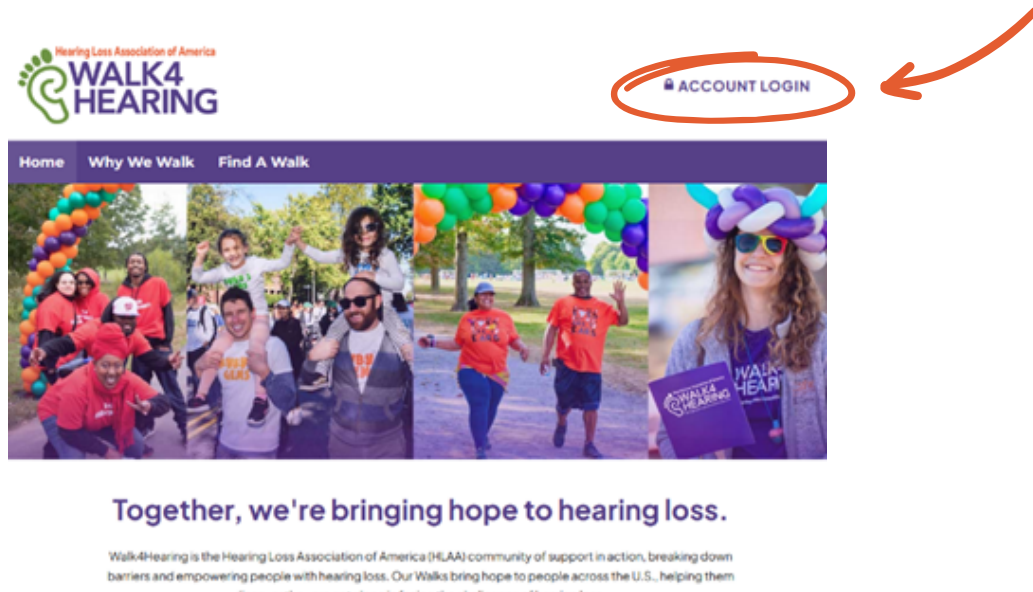 Hearing Loss Association of America
WALK4
HEARING
ACCOUNT LOGIN
Home Why We Walk Find A Walk
WALK4
HEARING
WALK4
HEAR
Together, we're bringing hope to hearing loss.
Walk4Hearing is the Hearing Loss Association of America (HLAA) community of support in action, breaking down
barriers and empowering people with hearing loss. Our Walks bring hope to people across the U.S., helping them